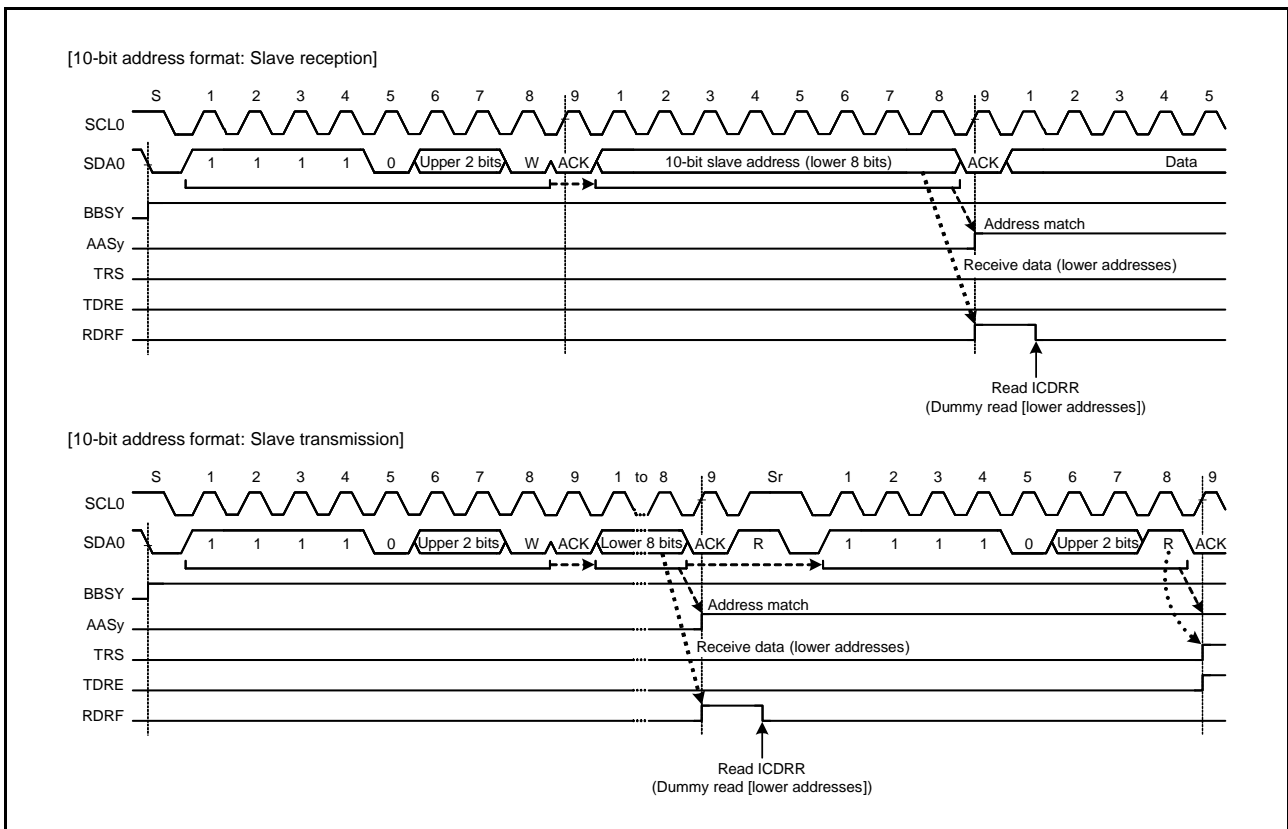 [10-bit address format: Slave reception]
S 1 2 3 4 5 6 7 8 9 1 2 3 4 5 6 7 8 9 1 2 3 4 5
SCL0
SDA0 1 1 1 1 0 Upper 2 bits W ACK 10-bit slave address (lower 8 bits) ACK Data
BBSY
Address match
AASy
Receive data (lower addresses)
TRS
TDRE
RDRF
Read ICDRR
(Dummy read [lower addresses])
[10-bit address format: Slave transmission]
S 1 2 3 4 5 6 7 8 9 1 to 8 9 Sr 1 2 3 4 5 6 7 8 9
SCL0
SDA0 1 1 1 1 0 Upper 2 bits W ACK Lower 8 bits ACK R 1 1 1 1 0 Upper 2 bits R ACK
BBSY
Address match
AASy
Receive data (lower addresses)
TRS
TDRE
RDRF
Read ICDRR
(Dummy read [lower addresses])